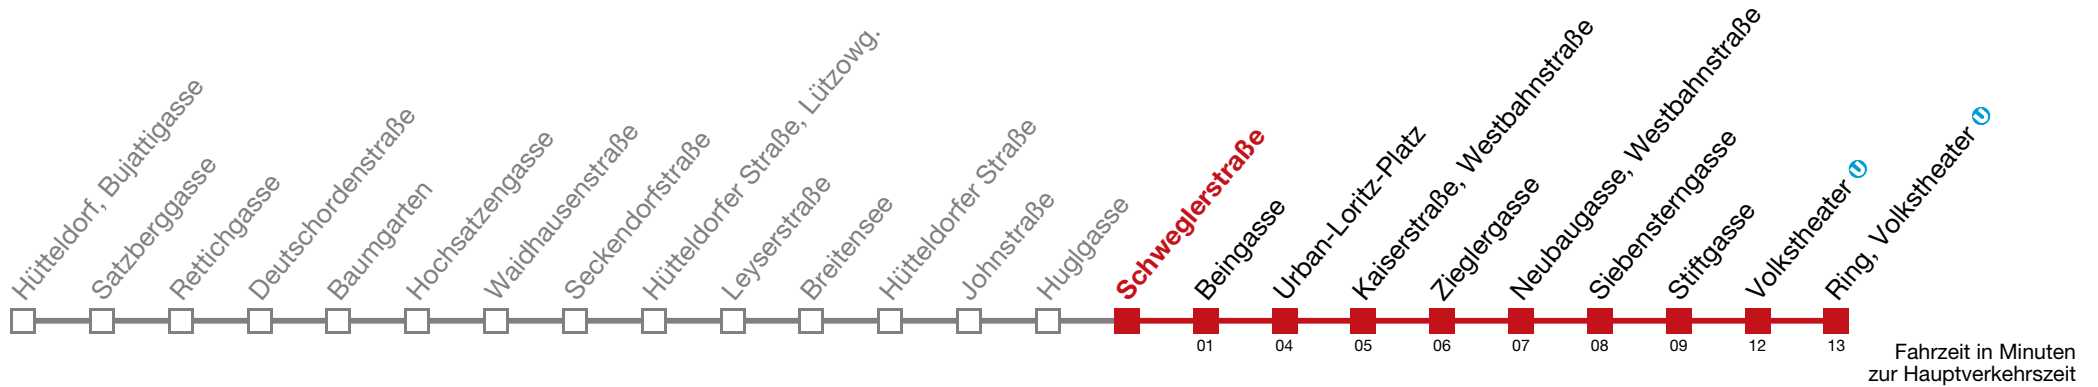 Hütteldorf, Bujattigasse
Satzberggasse
Rettichgasse
Deutschordenstraße
Baumgarten
Hochsatzengasse
Waidhausenstraße
Seckendorfstraße
Hütteldorfer Straße, Lützowg.
Leyserstraße
Breitensee
Hütteldorfer Straße
Johnstraße
Huglgasse
Schweglerstraße
Beingasse
Urban-Loritz-Platz
Kaiserstraße, Westbahnstraße
Zieglergasse
Neubaugasse, Westbahnstraße
Siebensterngasse
Stiftgasse
Volkstheater U
Ring, Volkstheater U
01 04 05 06 07 08 09 12 13
Fahrzeit in Minuten
zur Hauptverkehrszeit